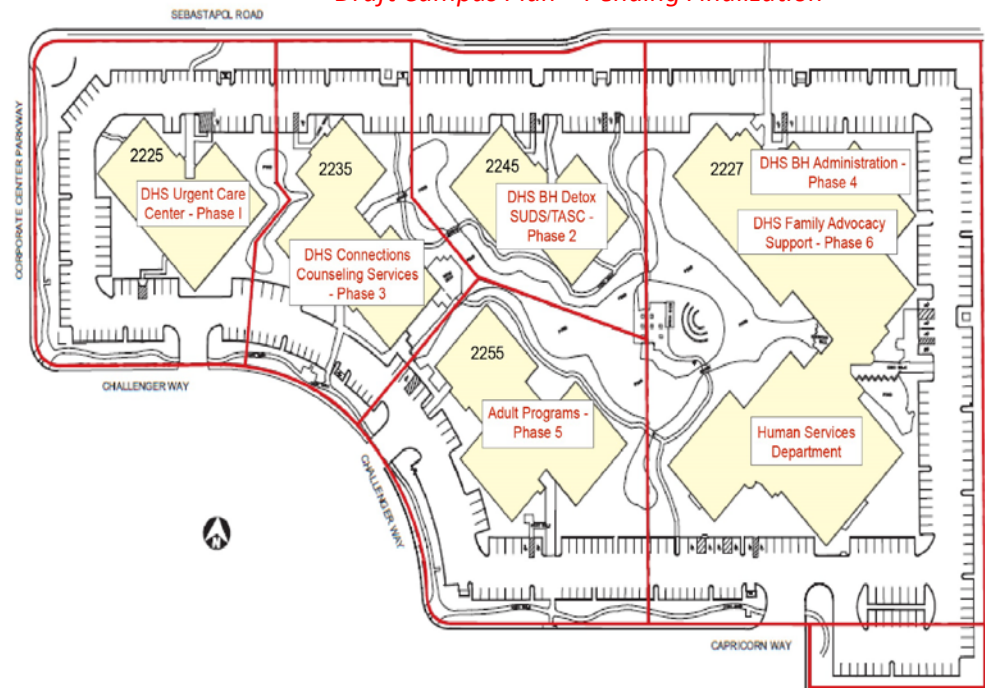 Draft Campus Plan – Pending Finalization
SEBASTAPOL ROAD
CORPORATE CENTER PARKWAY
2225
DHS Urgent Care
Center - Phase I
2235
DHS Connections
Counseling Services
- Phase 3
2245
DHS BH Detox
SUDS/TASC -
Phase 2
2227
DHS BH Administration -
Phase 4
DHS Family Advocacy
Support - Phase 6
2255
Adult Programs -
Phase 5
Human Services
Department
CHALLENGER WAY
CHALLENGER WAY
N
CAPRICORN WAY